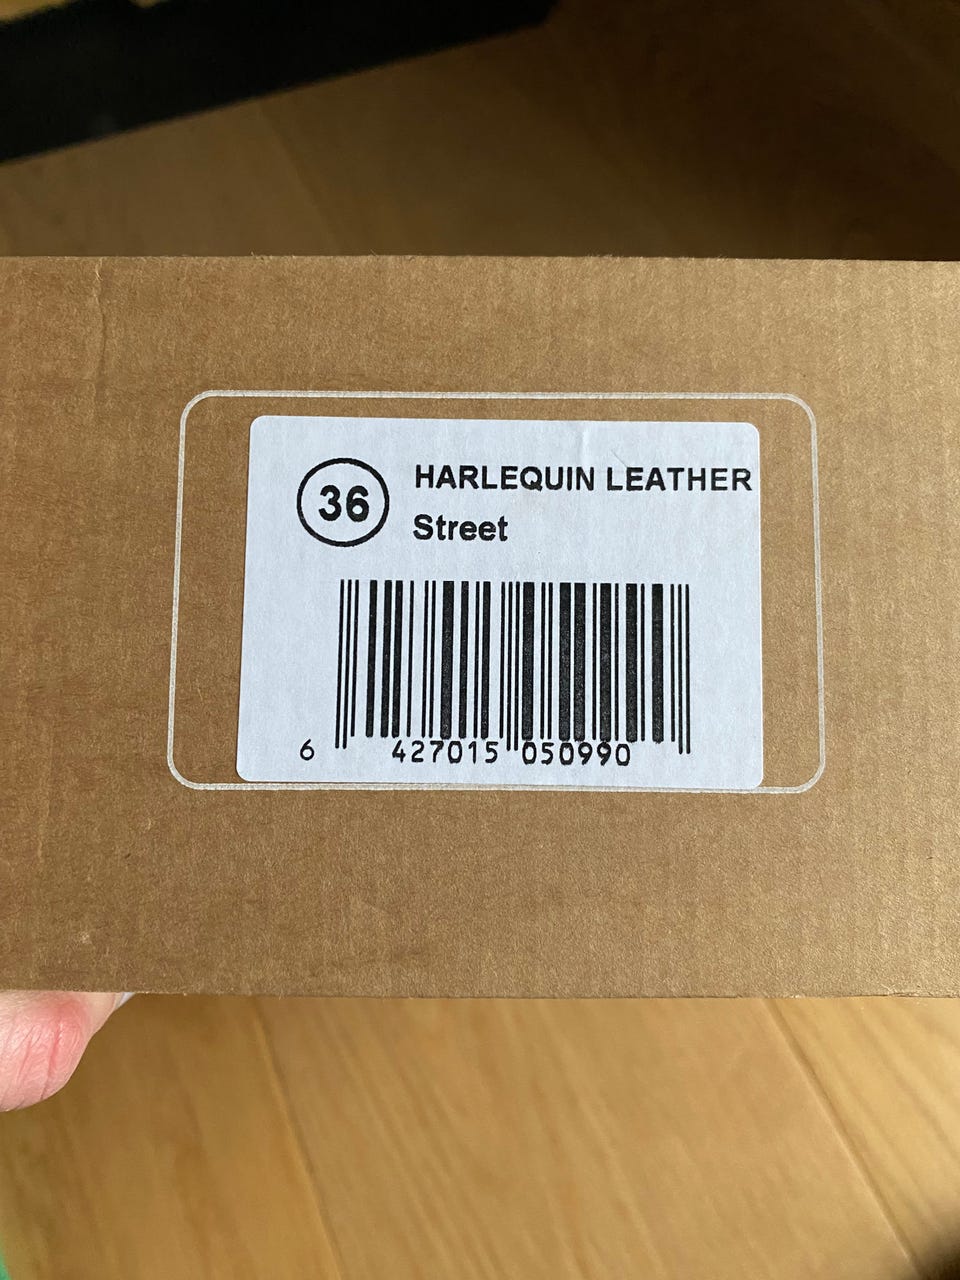 36
HARLEQUIN LEATHER
Street
6 427015 050990